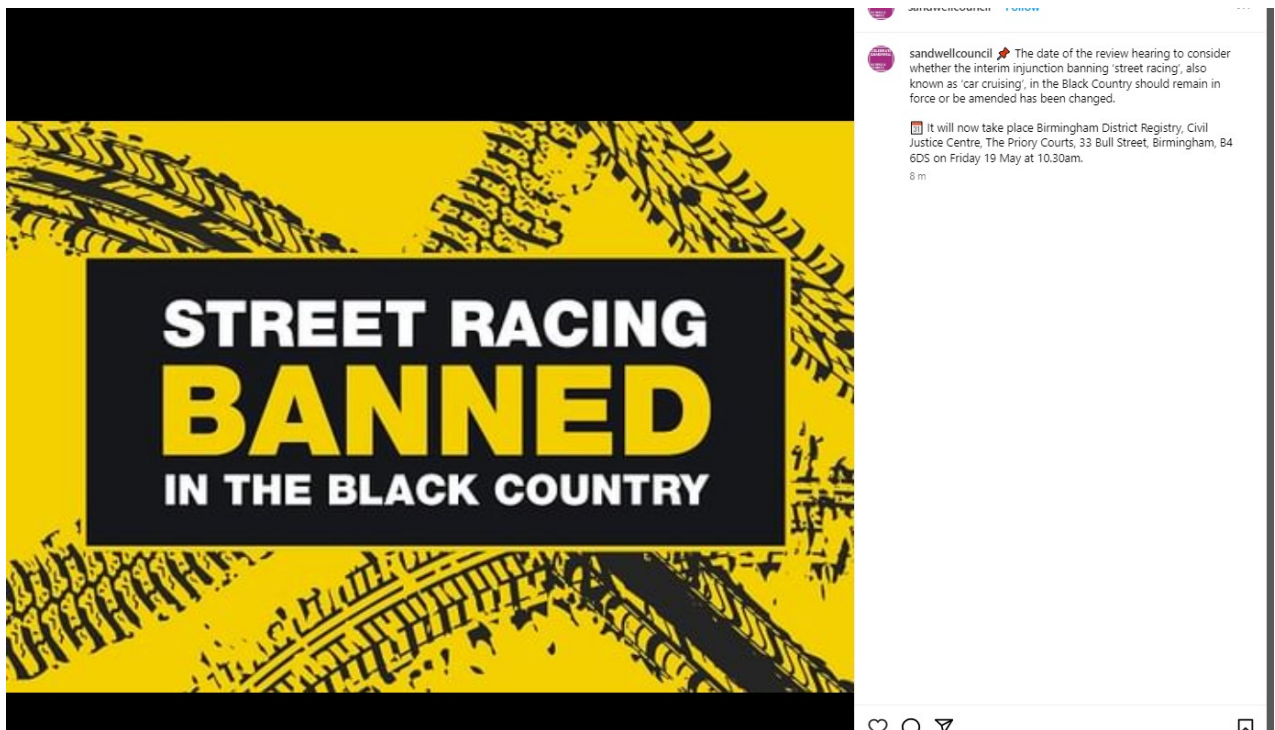 STREET RACING
BANNED
IN THE BLACK COUNTRY
sandwellcouncil Follow
sandwellcouncil 📌 The date of the review hearing to consider
whether the interim injunction banning ‘street racing’, also
known as ‘car cruising’, in the Black Country should remain in
force or be amended has been changed.
📅 It will now take place Birmingham District Registry, Civil
Justice Centre, The Priory Courts, 33 Bull Street, Birmingham, B4
6DS on Friday 19 May at 10.30am.
8 m